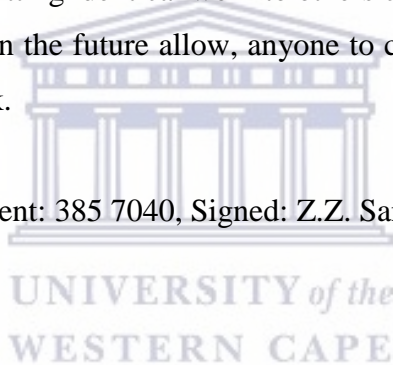 n the future allow, anyone to c
ent: 385 7040, Signed: Z.Z. Sa
UNIVERSITY of the
WESTERN CAPE